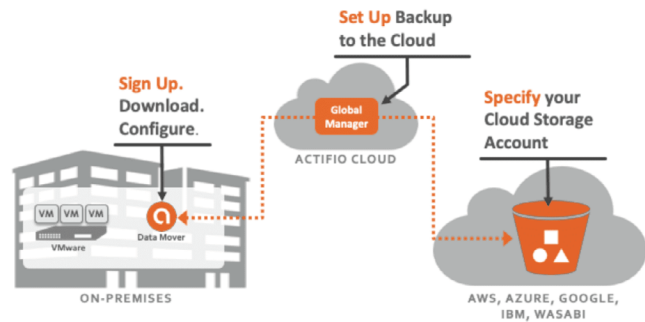 Set Up Backup
to the Cloud
Sign Up.
Download.
Configure.
Global
Manager
ACTIFIO CLOUD
Specify your
Cloud Storage
Account
VM VM VM
VMware
Data Mover
ON-PREMISES
AWS, AZURE, GOOGLE,
IBM, WASABI